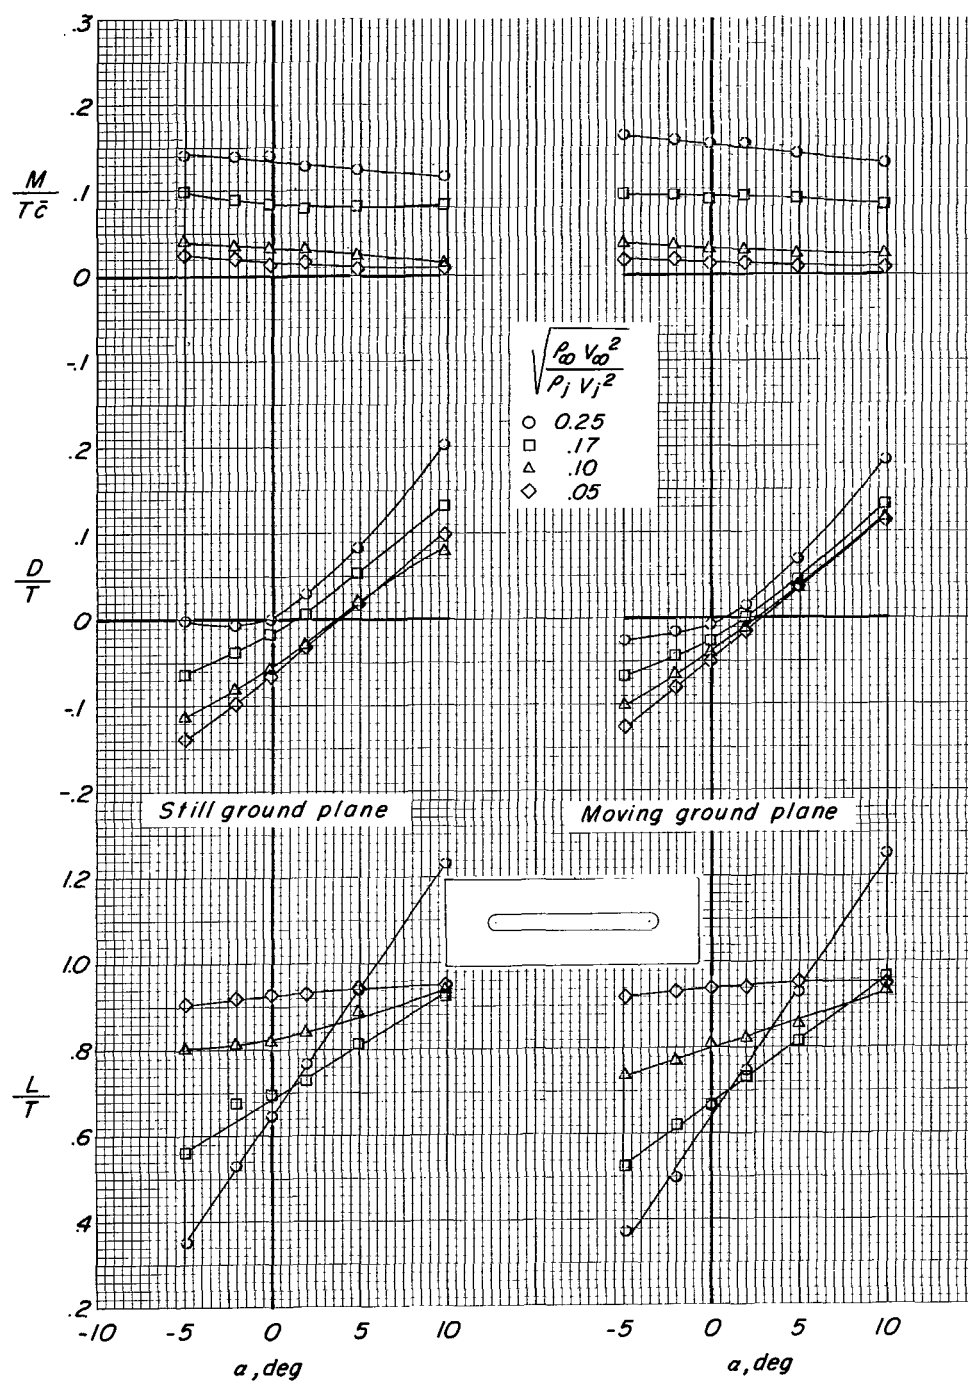 .3
.2
M
T c̄
.1
0
-.1
√ρ∞ V∞²
ρj Vj²
○ 0.25
□ .17
△ .10
◇ .05
.2
.1
D
T
0
-.1
-.2
Still ground plane
Moving ground plane
1.2
1.0
.8
L
T
.6
.4
.2
-10 -5 0 5 10 -5 0 5 10
α, deg α, deg